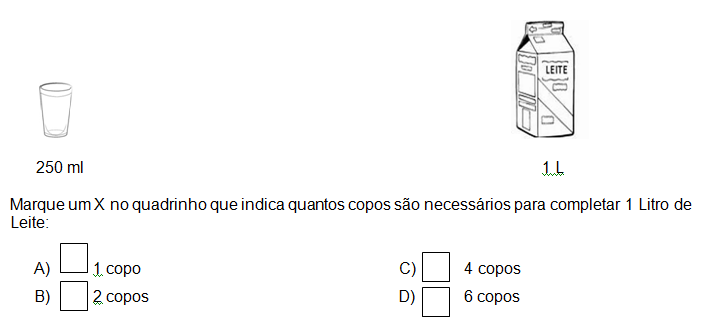 LEITE
250 ml 1 L
Marque um X no quadrinho que indica quantos copos são necessários para completar 1 Litro de
Leite:
A) 1 copo C) 4 copos
B) 2 copos D) 6 copos